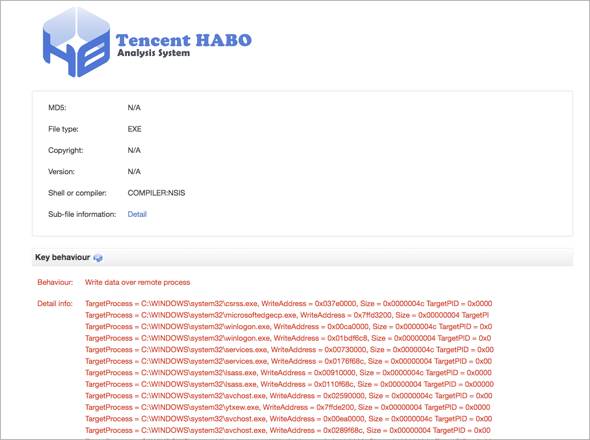 Tencent HABO
Analysis System
MD5: N/A
File type: EXE
Copyright: N/A
Version: N/A
Shell or compiler: COMPILER:NSIS
Sub-file information: Detail
Key behaviour
Behaviour: Write data over remote process
Detail info: TargetProcess = C:\WINDOWS\system32\csrss.exe, WriteAddress = 0x037e0000, Size = 0x0000004c TargetPID = 0x0000
TargetProcess = C:\WINDOWS\system32\microsoftedgecp.exe, WriteAddress = 0x7ffd3200, Size = 0x00000004 TargetPI
TargetProcess = C:\WINDOWS\system32\winlogon.exe, WriteAddress = 0x00ca0000, Size = 0x0000004c TargetPID = 0x0
TargetProcess = C:\WINDOWS\system32\winlogon.exe, WriteAddress = 0x01bdf6c8, Size = 0x00000004 TargetPID = 0x0
TargetProcess = C:\WINDOWS\system32\services.exe, WriteAddress = 0x00730000, Size = 0x0000004c TargetPID = 0x00
TargetProcess = C:\WINDOWS\system32\services.exe, WriteAddress = 0x0176f68c, Size = 0x00000004 TargetPID = 0x00
TargetProcess = C:\WINDOWS\system32\lsass.exe, WriteAddress = 0x00910000, Size = 0x0000004c TargetPID = 0x0000
TargetProcess = C:\WINDOWS\system32\lsass.exe, WriteAddress = 0x0110f68c, Size = 0x00000004 TargetPID = 0x00000
TargetProcess = C:\WINDOWS\system32\svchost.exe, WriteAddress = 0x02590000, Size = 0x0000004c TargetPID = 0x00
TargetProcess = C:\WINDOWS\system32\ytxew.exe, WriteAddress = 0x7ffde200, Size = 0x00000004 TargetPID = 0x0000
TargetProcess = C:\WINDOWS\system32\svchost.exe, WriteAddress = 0x00ea0000, Size = 0x0000004c TargetPID = 0x00
TargetProcess = C:\WINDOWS\system32\svchost.exe, WriteAddress = 0x0289f68c, Size = 0x00000004 TargetPID = 0x00